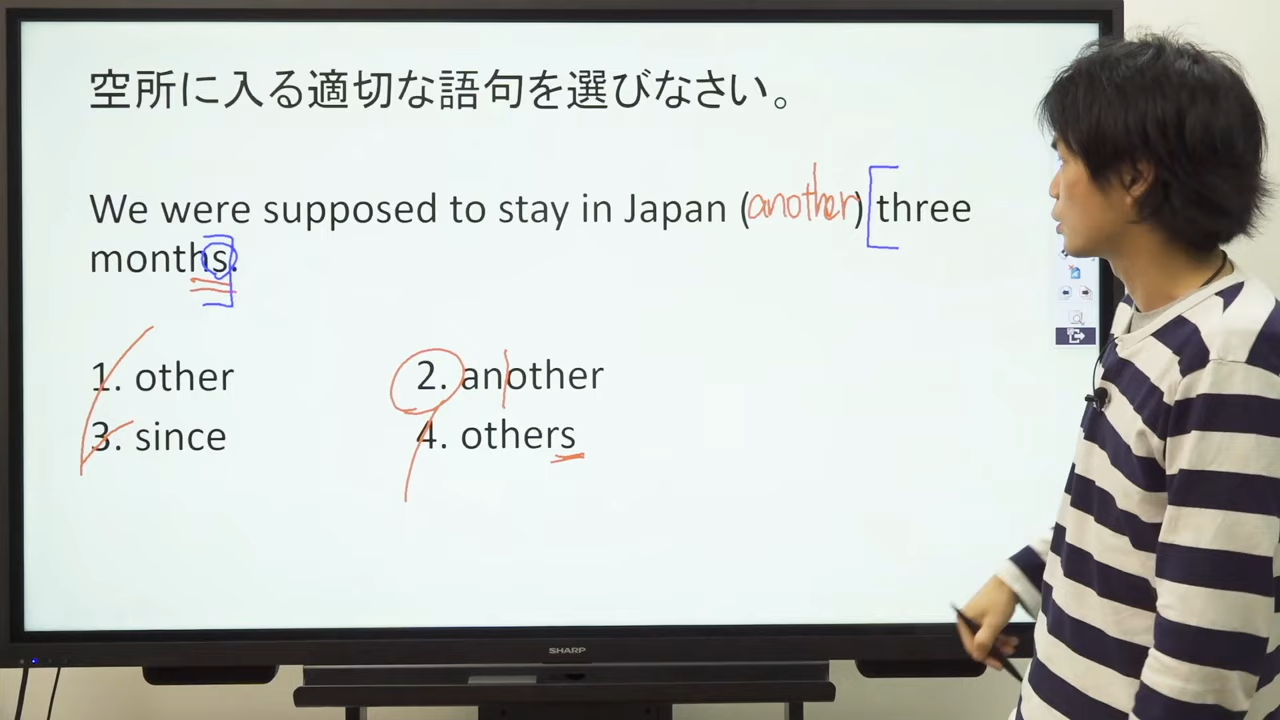 空所に入る適切な語句を選びなさい。
We were supposed to stay in Japan (another) three
months.
1. other 2. another
3. since 4. others
SHARP